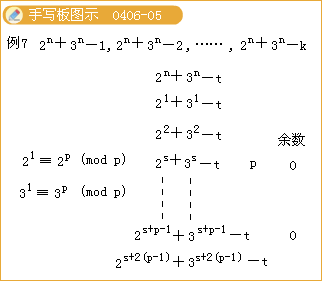 手写板图示 0406-05
例7 2ⁿ+3ⁿ-1, 2ⁿ+3ⁿ-2, ……, 2ⁿ+3ⁿ-k
2ⁿ+3ⁿ-t
2¹+3¹-t
2²+3²-t
余数
2¹≡2ᵖ (mod p) 2ˢ+3ˢ-t p 0
3¹≡3ᵖ (mod p)
2ˢ⁺ᵖ⁻¹+3ˢ⁺ᵖ⁻¹-t 0
2ˢ⁺²⁽ᵖ⁻¹⁾+3ˢ⁺²⁽ᵖ⁻¹⁾-t